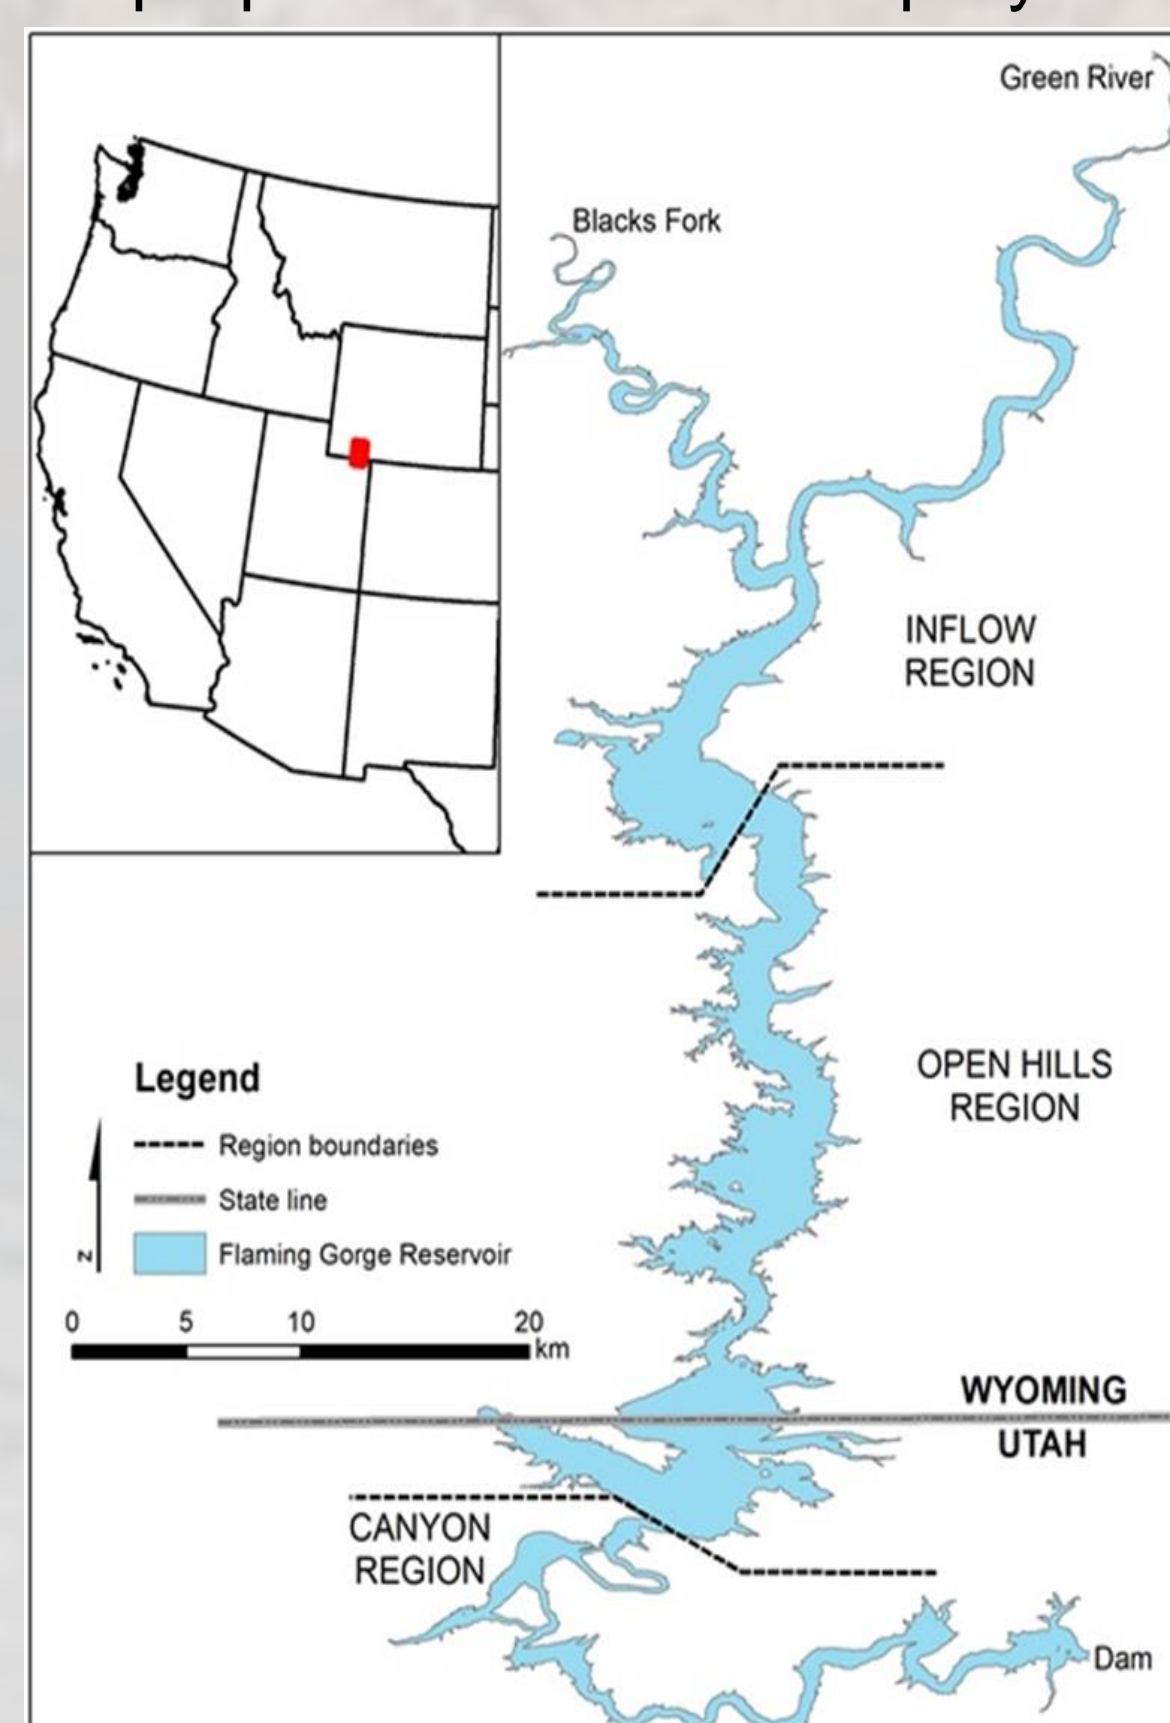 Green River
Blacks Fork
INFLOW
REGION
OPEN HILLS
REGION
Legend
Region boundaries
State line
Flaming Gorge Reservoir
N
0 5 10 20
km
WYOMING
UTAH
CANYON
REGION
Dam